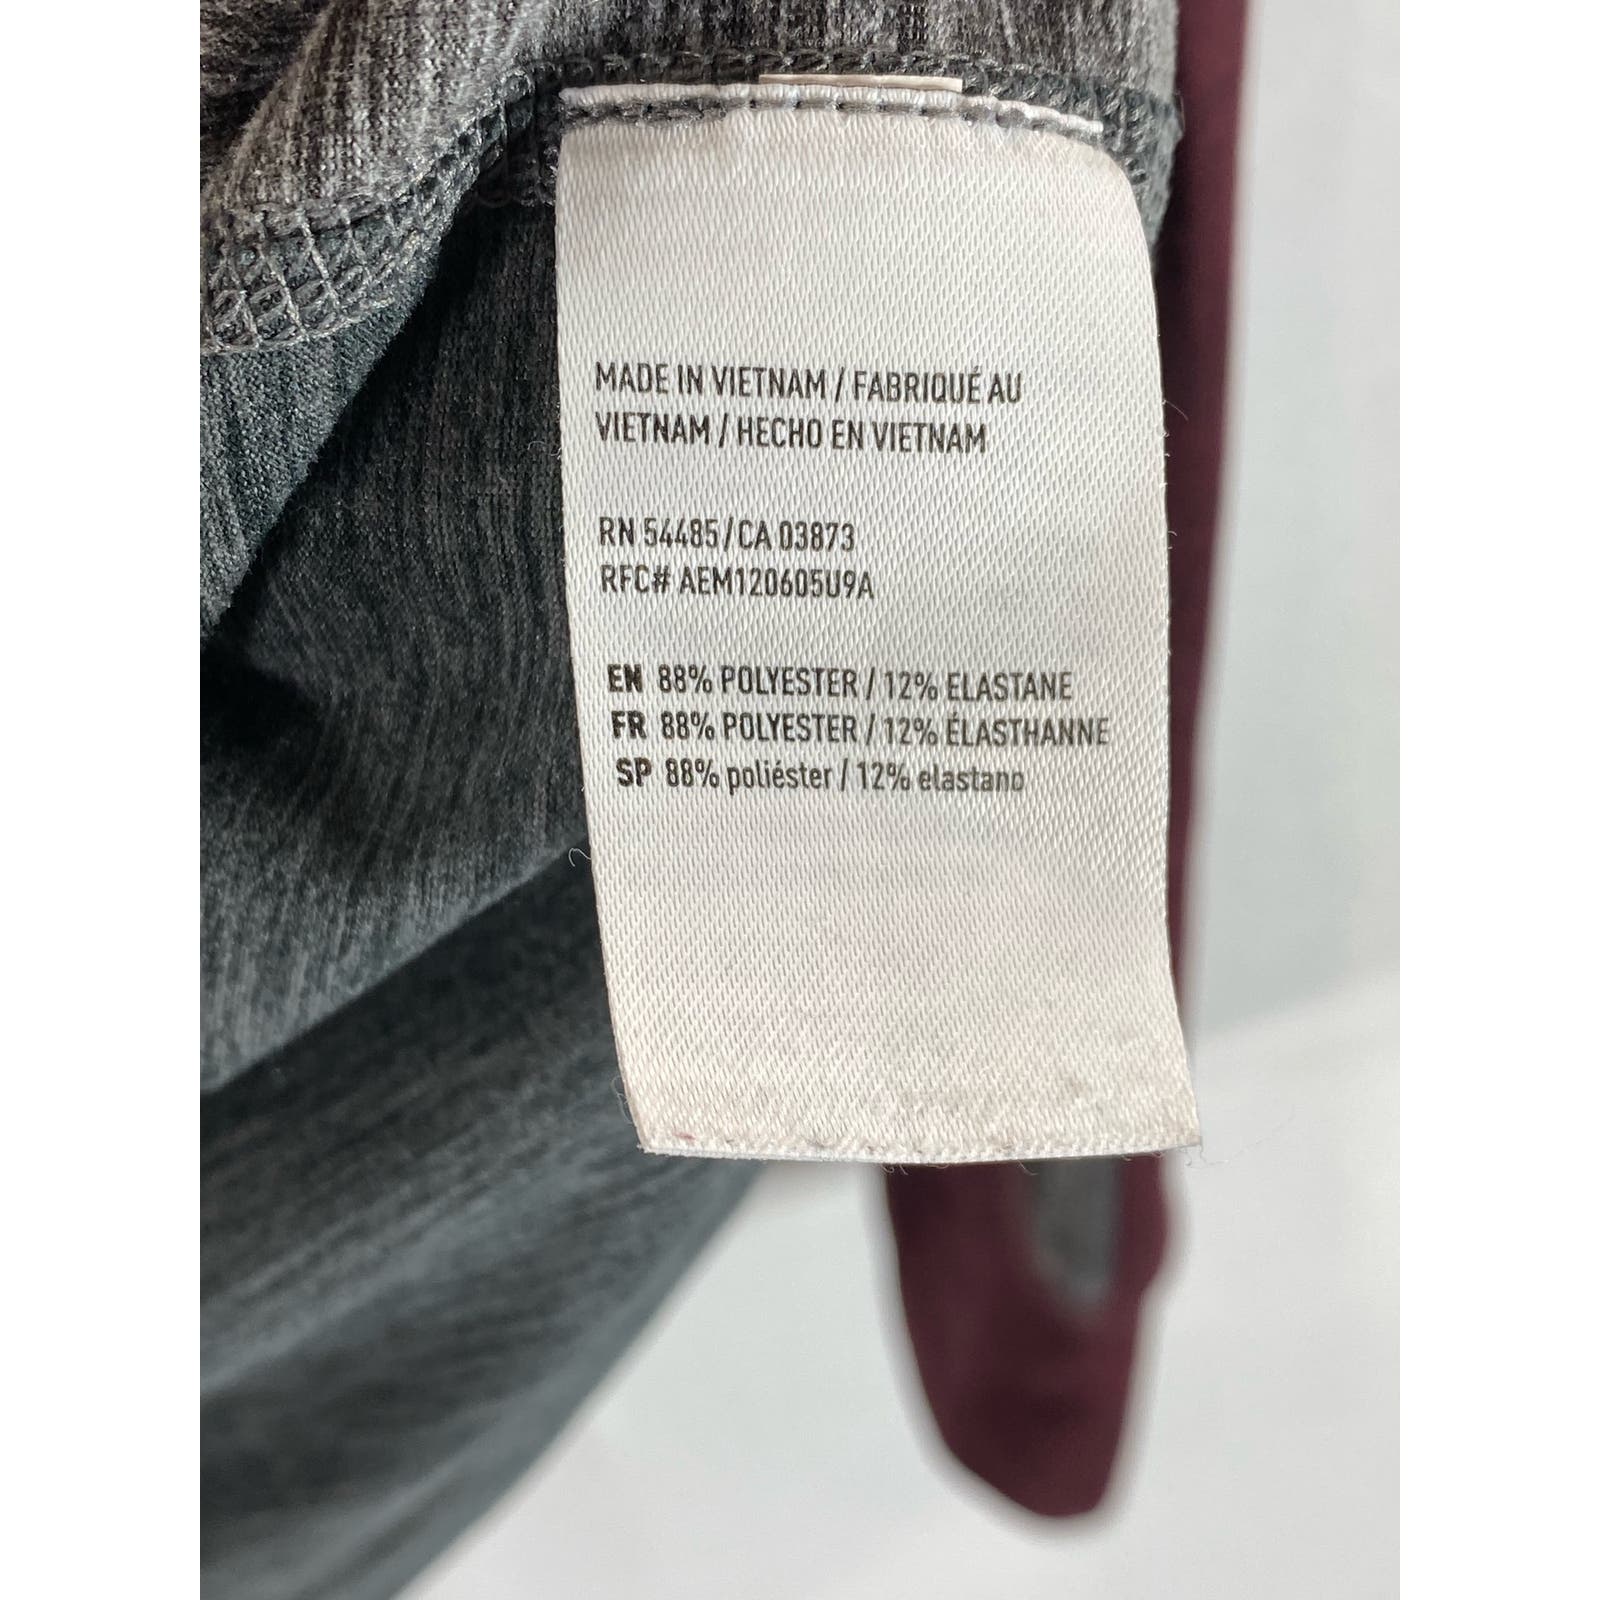 MADE IN VIETNAM / FABRIQUÉ AU
VIETNAM / HECHO EN VIETNAM
RN 54485/CA 03873
RFC# AEM120605U9A
EN 88% POLYESTER / 12% ELASTANE
FR 88% POLYESTER / 12% ÉLASTHANNE
SP 88% poliéster / 12% elastano